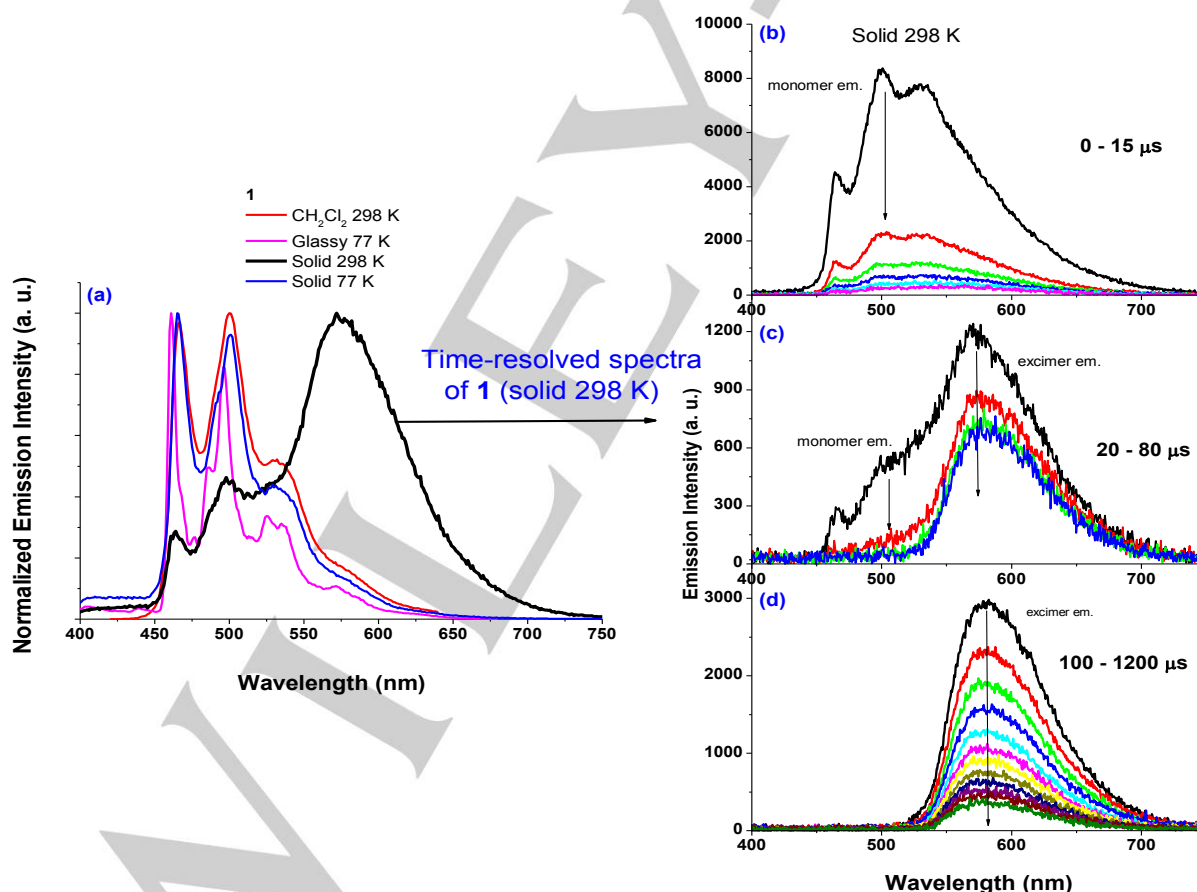 1
CH2Cl2 298 K
Glassy 77 K
Solid 298 K
Solid 77 K
(a)
Normalized Emission Intensity (a. u.)
400 450 500 550 600 650 700 750
Wavelength (nm)
Time-resolved spectra
of 1 (solid 298 K)
(b)
Solid 298 K
monomer em.
0 - 15 μs
10000
8000
6000
4000
2000
0
400 500 600 700
(c)
excimer em.
monomer em.
20 - 80 μs
1200
900
600
300
0
400 500 600 700
Emission Intensity (a. u.)
(d)
excimer em.
100 - 1200 μs
3000
2000
1000
0
400 500 600 700
Wavelength (nm)